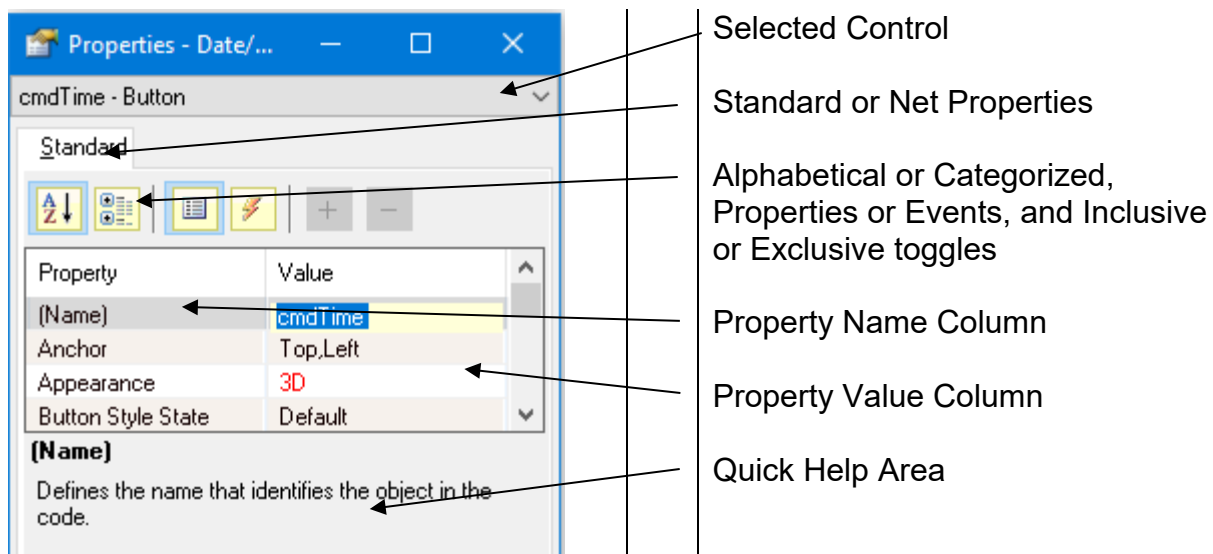 Properties - Date/...
cmdTime - Button
Standard
A
Z
Property Value
(Name) cmdTime
Anchor Top,Left
Appearance 3D
Button Style State Default
(Name)
Defines the name that identifies the object in the
code.
Selected Control
Standard or Net Properties
Alphabetical or Categorized,
Properties or Events, and Inclusive
or Exclusive toggles
Property Name Column
Property Value Column
Quick Help Area